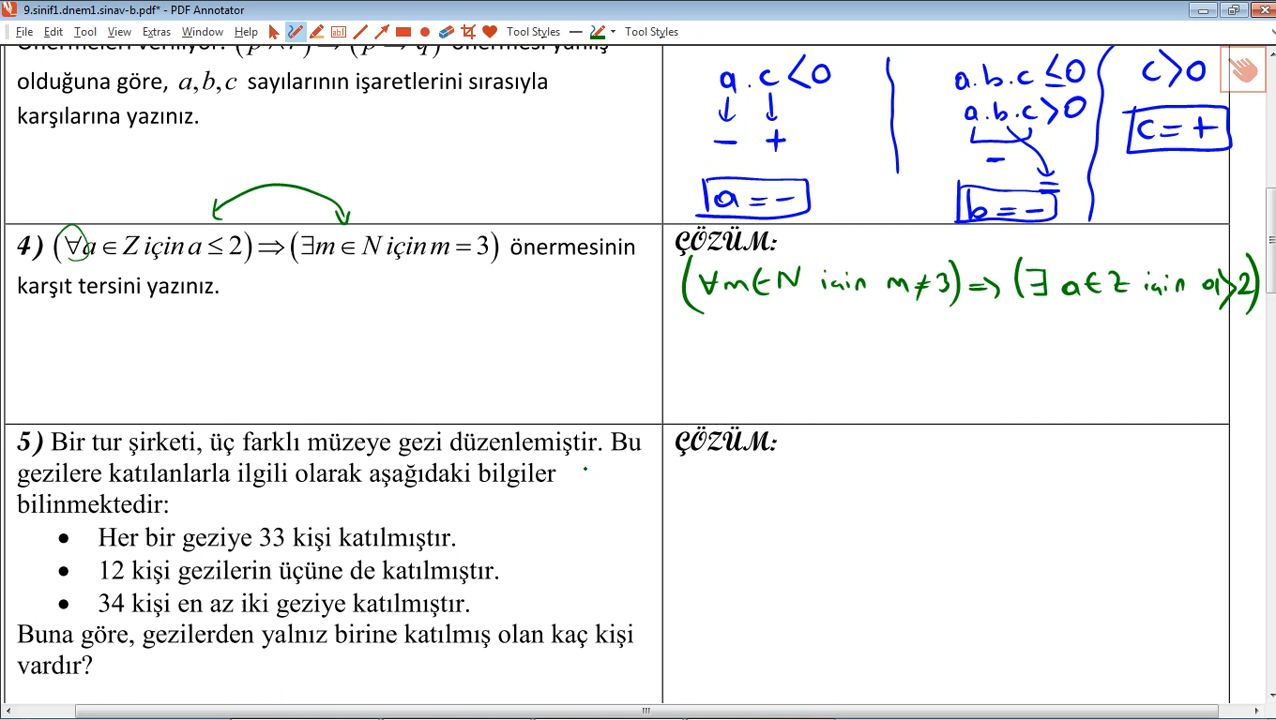 9.sinif1.dnem1.sinav-b.pdf* - PDF Annotator
File Edit Tool View Extras Window Help Tool Styles Tool Styles
önermeleri veriliyor.
olduğuna göre, a,b,c sayılarının işaretlerini sırasıyla
karşılarına yazınız.
a.c<0
- +
a = -
a.b.c ≤ 0
a.b.c > 0
-
b = -
c > 0
c = +
4) (∀a ∈ Z için a ≤ 2) ⇒ (∃m ∈ N için m = 3) önermesinin
karşıt tersini yazınız.
ÇÖZÜM:
(∀m∈N için m≠3) => (∃ a∈Z için a>2)
5) Bir tur şirketi, üç farklı müzeye gezi düzenlemiştir. Bu
gezilere katılanlarla ilgili olarak aşağıdaki bilgiler
bilinmektedir:
• Her bir geziye 33 kişi katılmıştır.
• 12 kişi gezilerin üçüne de katılmıştır.
• 34 kişi en az iki geziye katılmıştır.
Buna göre, gezilerden yalnız birine katılmış olan kaç kişi
vardır?
ÇÖZÜM: